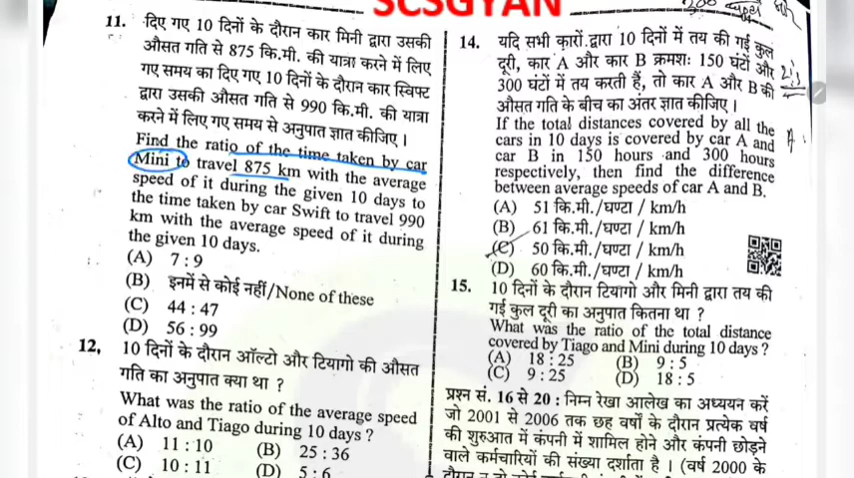 SCSGYAN
11. दिए गए 10 दिनों के दौरान कार मिनी द्वारा उसकी
औसत गति से 875 कि.मी. की यात्रा करने में लिए
गए समय का दिए गए 10 दिनों के दौरान कार स्विफ्ट
द्वारा उसकी औसत गति से 990 कि.मी. की यात्रा
करने में लिए गए समय से अनुपात ज्ञात कीजिए।
Find the ratio of the time taken by car
Mini to travel 875 km with the average
speed of it during the given 10 days to
the time taken by car Swift to travel 990
km with the average speed of it during
the given 10 days.
(A) 7 : 9
(B) इनमें से कोई नहीं/None of these
(C) 44 : 47
(D) 56 : 99
12, 10 दिनों के दौरान ऑल्टो और टियागो की औसत
गति का अनुपात क्या था ?
What was the ratio of the average speed
of Alto and Tiago during 10 days ?
(A) 11 : 10 (B) 25 : 36
(C) 10 : 11 (D) 5 : 6
14. यदि सभी कारों द्वारा 10 दिनों में तय की गई कुल
दूरी, कार A और कार B क्रमशः 150 घंटों और
300 घंटों में तय करती हैं, तो कार A और B की
औसत गति के बीच का अंतर ज्ञात कीजिए।
If the total distances covered by all the
cars in 10 days is covered by car A and
car B in 150 hours and 300 hours
respectively, then find the difference
between average speeds of car A and B.
(A) 51 कि.मी./घण्टा / km/h
(B) 61 कि.मी./घण्टा / km/h
(C) 50 कि.मी./घण्टा / km/h
(D) 60 कि.मी./घण्टा / km/h
15. 10 दिनों के दौरान टियागो और मिनी द्वारा तय की
गई कुल दूरी का अनुपात कितना था ?
What was the ratio of the total distance
covered by Tiago and Mini during 10 days ?
(A) 18 : 25 (B) 9 : 5
(C) 9 : 25 (D) 18 : 5
प्रश्न सं. 16 से 20 : निम्न रेखा आलेख का अध्ययन करें
जो 2001 से 2006 तक छह वर्षों के दौरान प्रत्येक वर्ष
की शुरुआत में कंपनी में शामिल होने और कंपनी छोड़ने
वाले कर्मचारियों की संख्या दर्शाता है। (वर्ष 2000 के